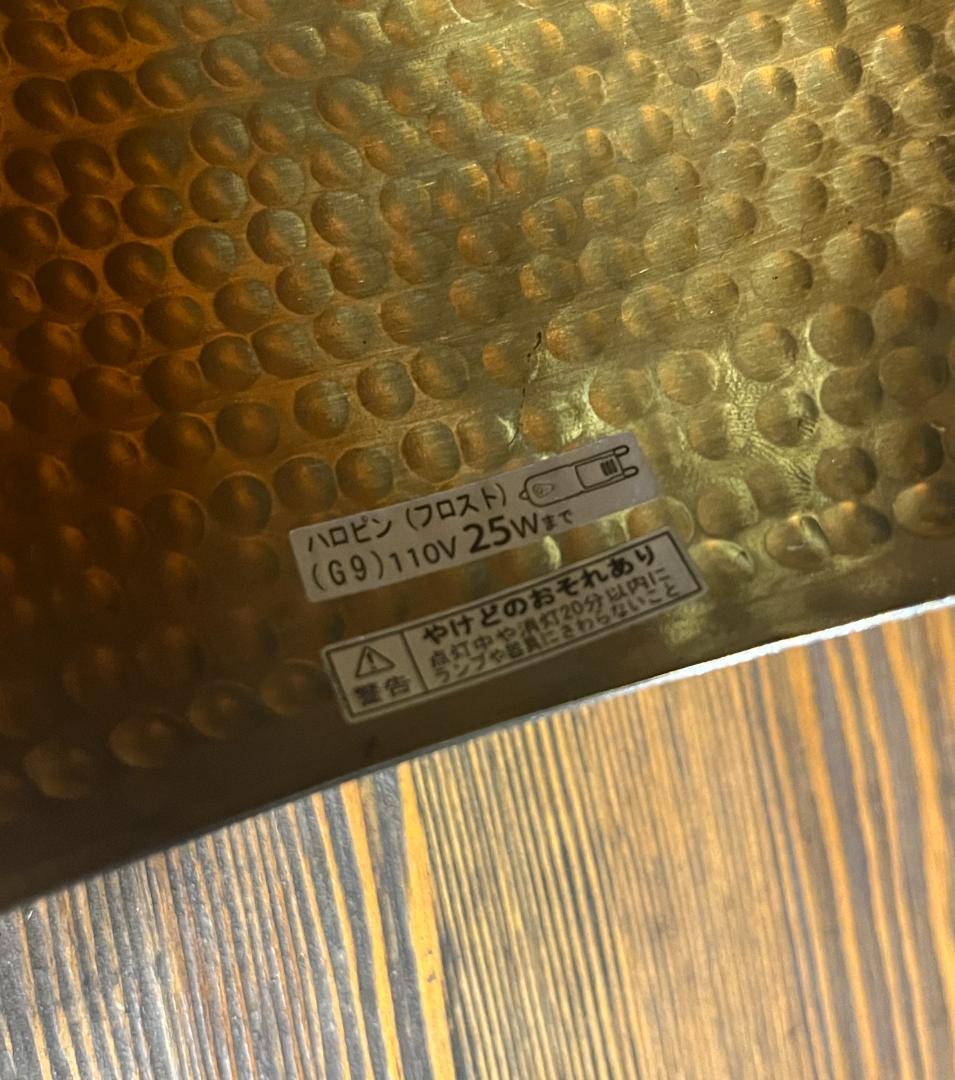 ハロピン (フロスト)
(G9)110V 25Wまで
警告
やけどのおそれあり
点灯中や消灯20分以内に
ランプや器具にさわらないこと